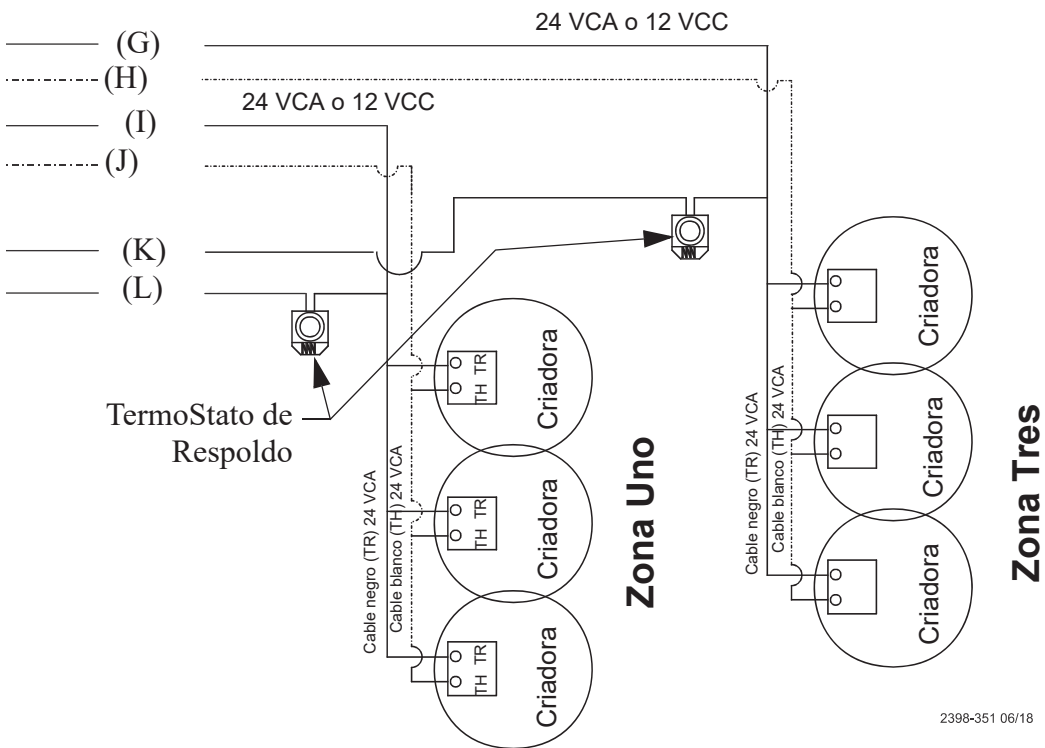 24 VCA o 12 VCC
(G)
(H)
24 VCA o 12 VCC
(I)
(J)
(K)
(L)
TermoStato de
Respoldo
Cable negro (TR) 24 VCA
Cable blanco (TH) 24 VCA
TH TR
Criadora
TH TR
Criadora
TH TR
Criadora
Zona Uno
Cable negro (TR) 24 VCA
Cable blanco (TH) 24 VCA
Criadora
Criadora
Criadora
Zona Tres
2398-351 06/18